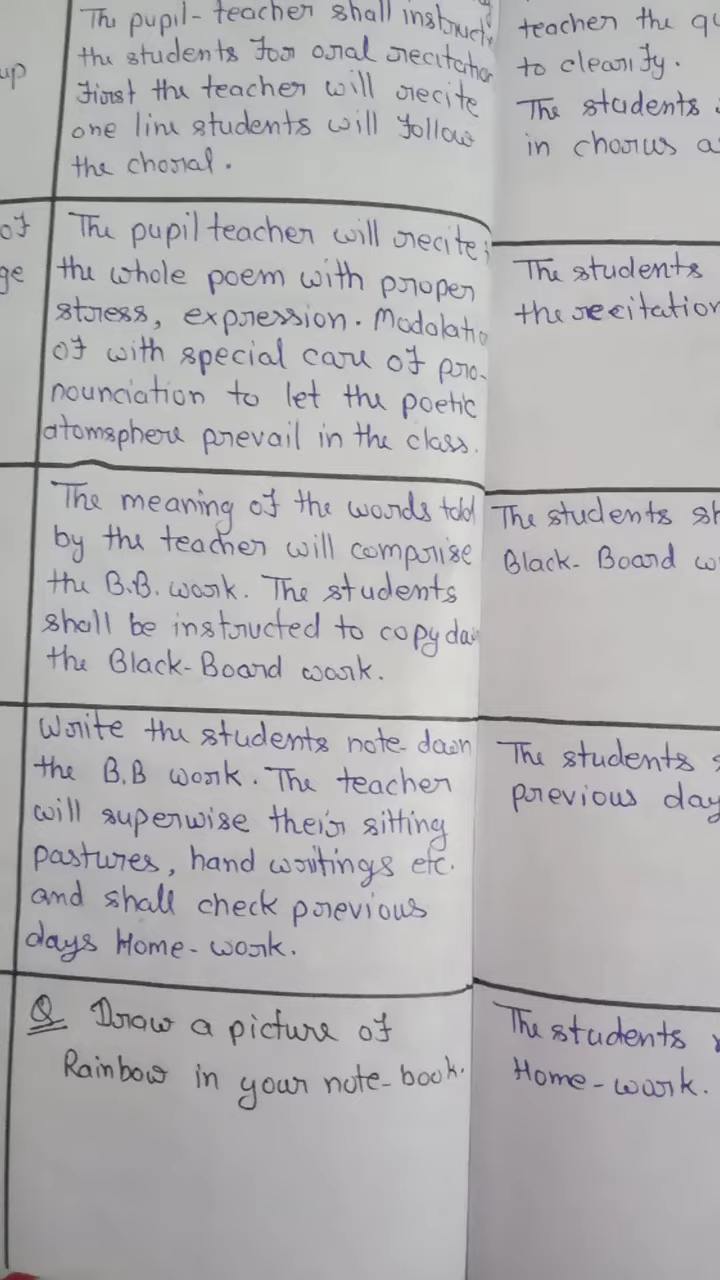 The pupil-teacher shall
the students for oral
First the teacher will recite
one line students will follow
the choral.
up
of
ge
The pupil teacher will recite
the whole poem with proper
stress, expression.
of with special care of pro-
nounciation to let the poetic
atomsphere prevail in the class.
The meaning of the words told
by the teacher will comprise
the B.B. work. The students
shall be instructed to copy
the Black-Board work.
Write the students note-down
the B.B work. The teacher
will superwise their sitting
pastures, hand writings etc.
and shall check previous
days Home-work.
Q Draw a picture of
Rainbow in your note-book.
teacher the
to clearify.
The students
in chorus
The students
the recitation
The students
Black-Board
The students
previous day
The students
Home-work.